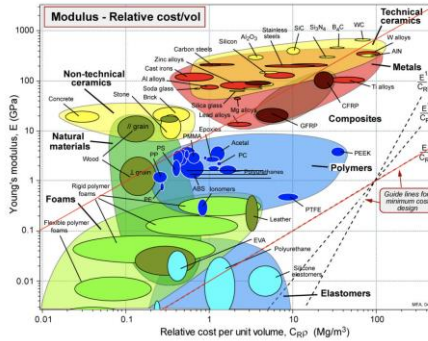 Modulus - Relative cost/vol
Technical
ceramics
Al₂O₃
SiC
Si₃N₄
B₄C
WC
Silicon
Stainless
steels
Carbon steels
W alloys
Zinc alloys
AlN
Cast irons
Metals
Al alloys
Soda glass
Ti alloys
Non-technical
ceramics
Stone
Brick
Silica glass
Mg alloys
Lead alloys
CFRP
GFRP
Composites
Concrete
Natural
materials
// grain
Wood
⊥ grain
PS
PP
PMMA
Epoxies
Acetal
PC
PEEK
Polymers
Polyurethanes
PE
ABS
Ionomers
PTFE
Leather
Foams
Rigid polymer
foams
Flexible polymer
foams
EVA
Polyurethane
Silicone
elastomers
Elastomers
Guide lines for
minimum cost
design
Young's modulus, E (GPa)
1000
100
10
1
0.1
0.01
0.01
0.1
1
10
100
Relative cost per unit volume, C_Rρ (Mg/m³)